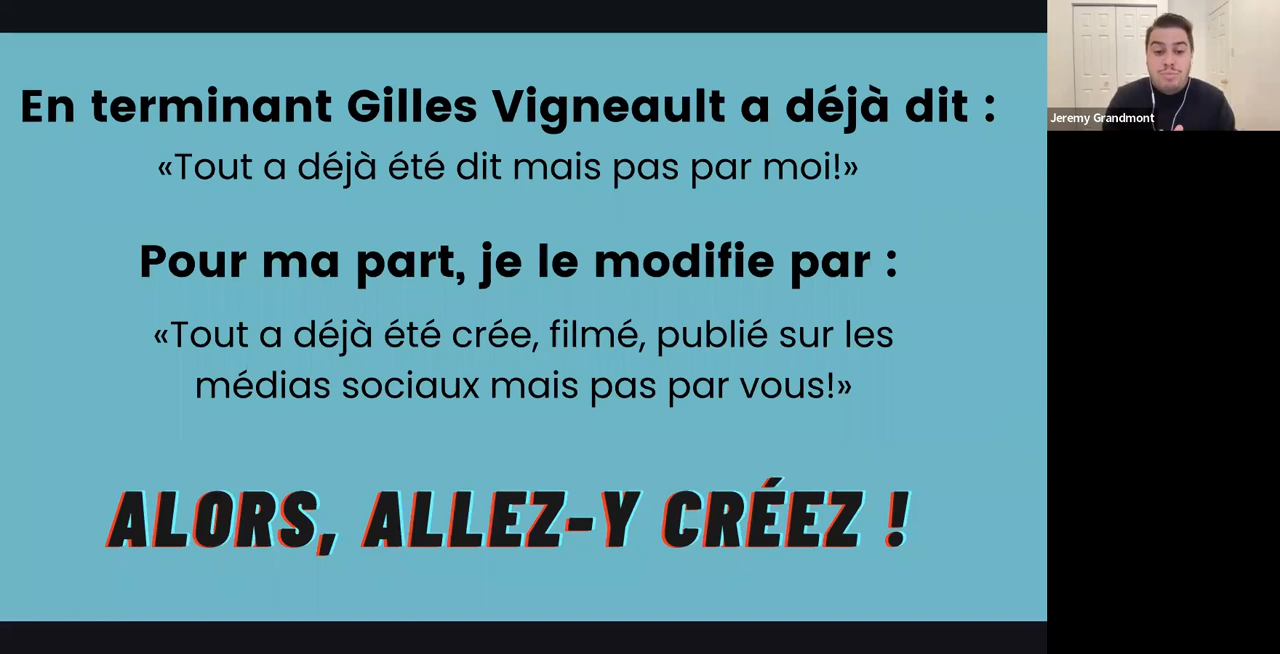 En terminant Gilles Vigneault a déjà dit :
«Tout a déjà été dit mais pas par moi!»
Pour ma part, je le modifie par :
«Tout a déjà été crée, filmé, publié sur les
médias sociaux mais pas par vous!»
ALORS, ALLEZ-Y CRÉEZ !
Jeremy Grandmont